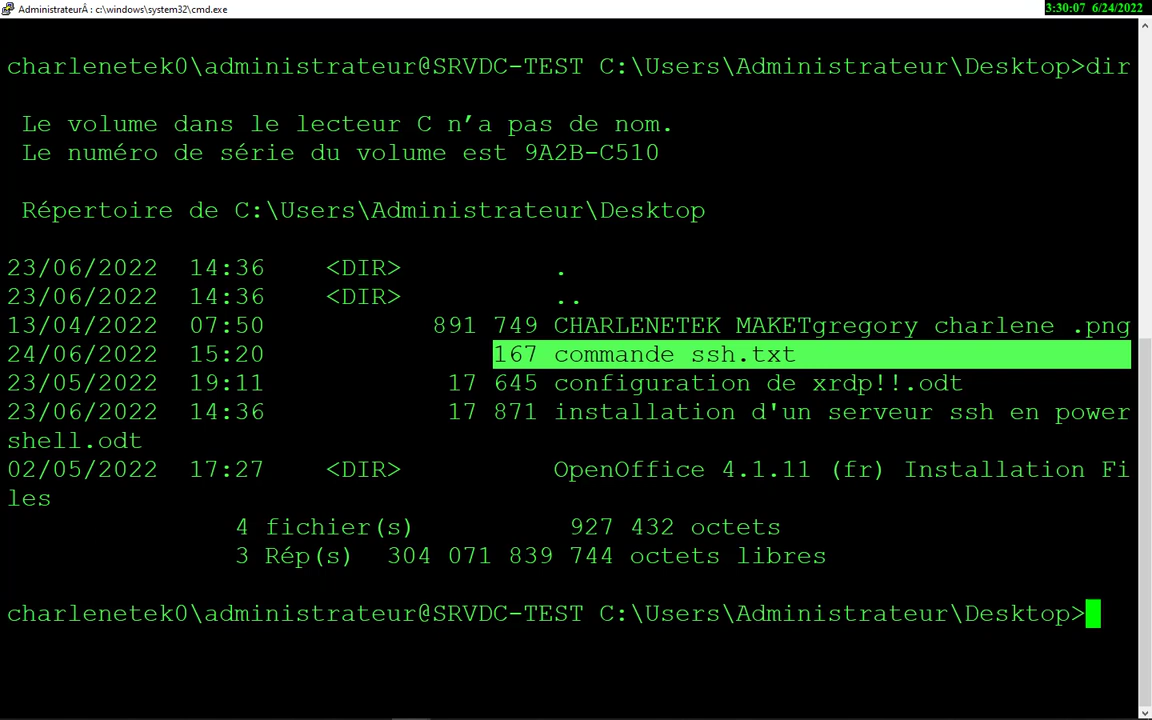 AdministrateurÂ : c:\windows\system32\cmd.exe
3:30:07 6/24/2022
charlenetek0\administrateur@SRVDC-TEST C:\Users\Administrateur\Desktop>dir
Le volume dans le lecteur C n’a pas de nom.
Le numéro de série du volume est 9A2B-C510
Répertoire de C:\Users\Administrateur\Desktop
23/06/2022 14:36 <DIR> .
23/06/2022 14:36 <DIR> ..
13/04/2022 07:50 891 749 CHARLENETEK MAKETgregory charlene .png
24/06/2022 15:20 167 commande ssh.txt
23/05/2022 19:11 17 645 configuration de xrdp!!.odt
23/06/2022 14:36 17 871 installation d'un serveur ssh en power
shell.odt
02/05/2022 17:27 <DIR> OpenOffice 4.1.11 (fr) Installation Fi
les
4 fichier(s) 927 432 octets
3 Rép(s) 304 071 839 744 octets libres
charlenetek0\administrateur@SRVDC-TEST C:\Users\Administrateur\Desktop>